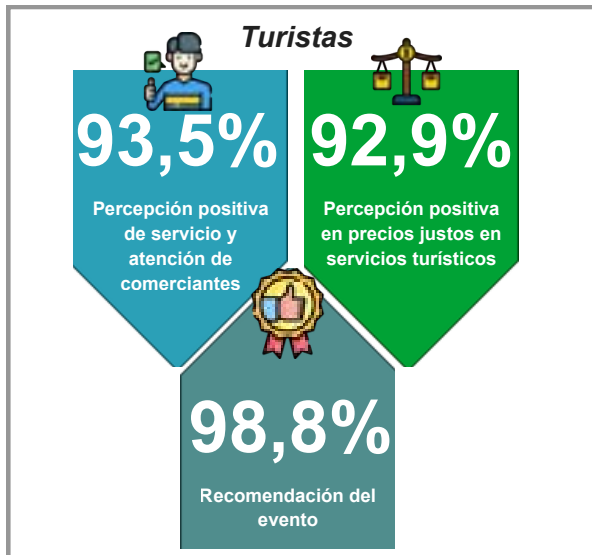 Turistas
93,5%
Percepción positiva
de servicio y
atención de
comerciantes
92,9%
Percepción positiva
en precios justos en
servicios turísticos
98,8%
Recomendación del
evento